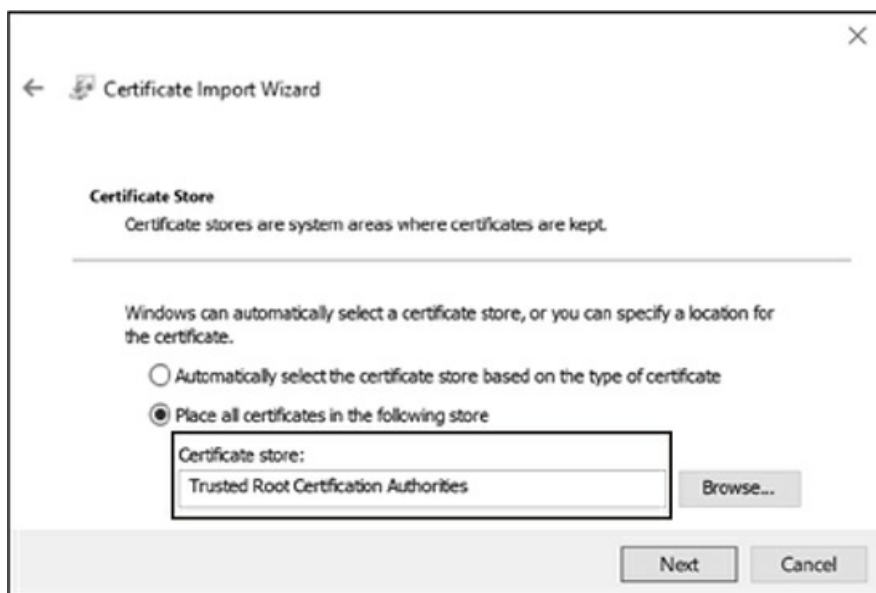 Certificate Import Wizard
Certificate Store
Certificate stores are system areas where certificates are kept.
Windows can automatically select a certificate store, or you can specify a location for
the certificate.
Automatically select the certificate store based on the type of certificate
Place all certificates in the following store
Certificate store:
Trusted Root Certification Authorities
Browse...
Next
Cancel